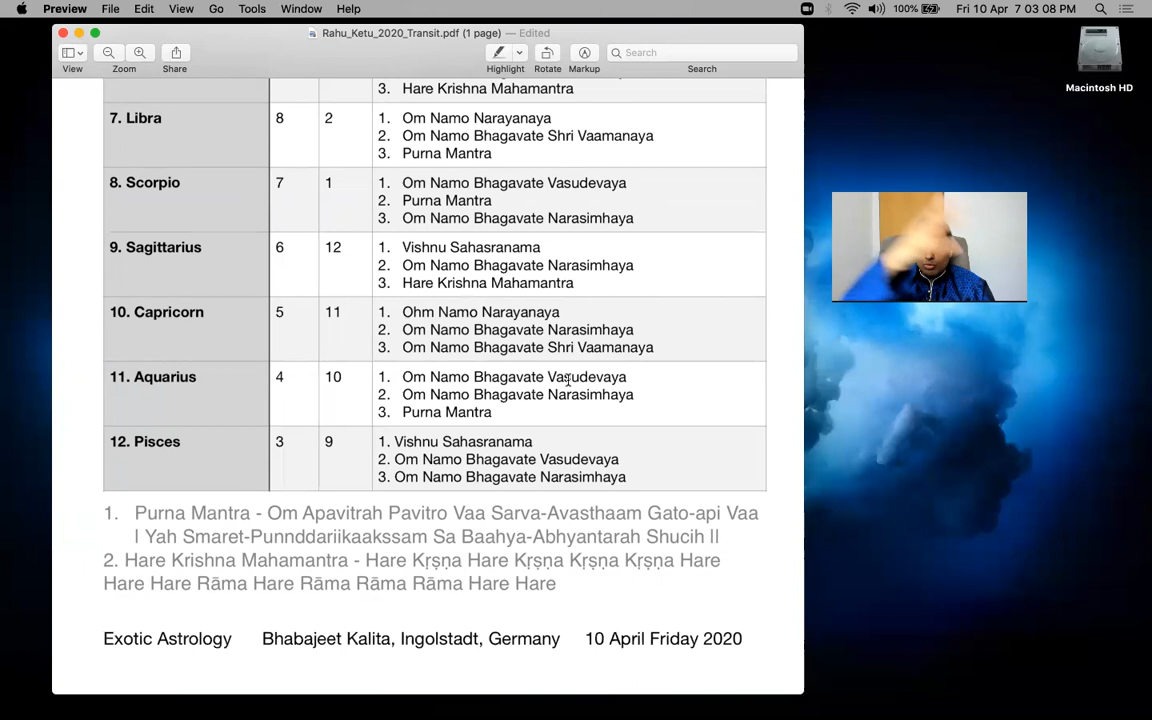 Preview File Edit View Go Tools Window Help 100% Fri 10 Apr 7 03 08 PM
Rahu_Ketu_2020_Transit.pdf (1 page) — Edited
Search
View Zoom Share Highlight Rotate Markup Search
Macintosh HD
3. Hare Krishna Mahamantra
7. Libra 8 2 1. Om Namo Narayanaya
2. Om Namo Bhagavate Shri Vaamanaya
3. Purna Mantra
8. Scorpio 7 1 1. Om Namo Bhagavate Vasudevaya
2. Purna Mantra
3. Om Namo Bhagavate Narasimhaya
9. Sagittarius 6 12 1. Vishnu Sahasranama
2. Om Namo Bhagavate Narasimhaya
3. Hare Krishna Mahamantra
10. Capricorn 5 11 1. Ohm Namo Narayanaya
2. Om Namo Bhagavate Narasimhaya
3. Om Namo Bhagavate Shri Vaamanaya
11. Aquarius 4 10 1. Om Namo Bhagavate Vasudevaya
2. Om Namo Bhagavate Narasimhaya
3. Purna Mantra
12. Pisces 3 9 1. Vishnu Sahasranama
2. Om Namo Bhagavate Vasudevaya
3. Om Namo Bhagavate Narasimhaya
1. Purna Mantra - Om Apavitrah Pavitro Vaa Sarva-Avasthaam Gato-api Vaa
| Yah Smaret-Punnddariikaakssam Sa Baahya-Abhyantarah Shucih ||
2. Hare Krishna Mahamantra - Hare Kṛṣṇa Hare Kṛṣṇa Kṛṣṇa Kṛṣṇa Hare
Hare Hare Rāma Hare Rāma Rāma Rāma Hare Hare
Exotic Astrology Bhabajeet Kalita, Ingolstadt, Germany 10 April Friday 2020